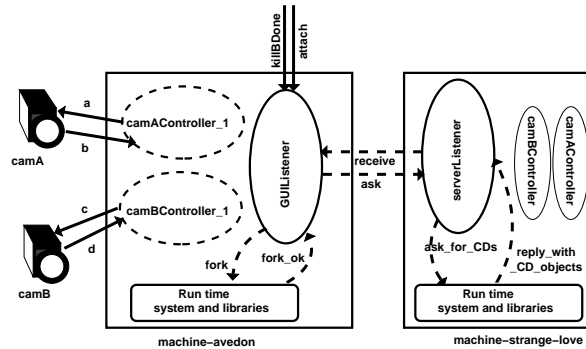 killBDone
attach
a
b
camA
camAController_1
GUIListener
receive
ask
serverListener
camBController
camAController
c
d
camB
camBController_1
fork
fork_ok
ask_for_CDs
reply_with
_CD_objects
Run time
system and libraries
Run time
system and libraries
machine-avedon
machine-strange-love